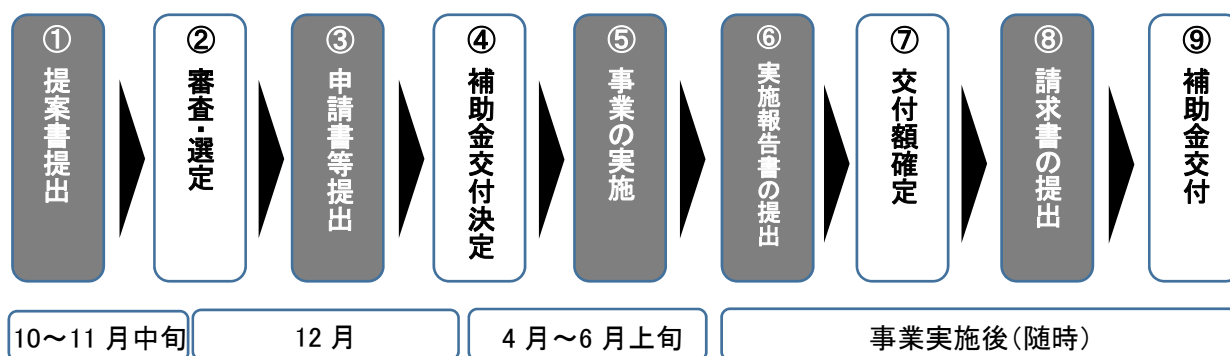 ① 提案書提出
② 審査・選定
③ 申請書等提出
④ 補助金交付決定
⑤ 事業の実施
⑥ 実施報告書の提出
⑦ 交付額確定
⑧ 請求書の提出
⑨ 補助金交付
10～11 月中旬
12 月
4 月～6 月上旬
事業実施後（随時）